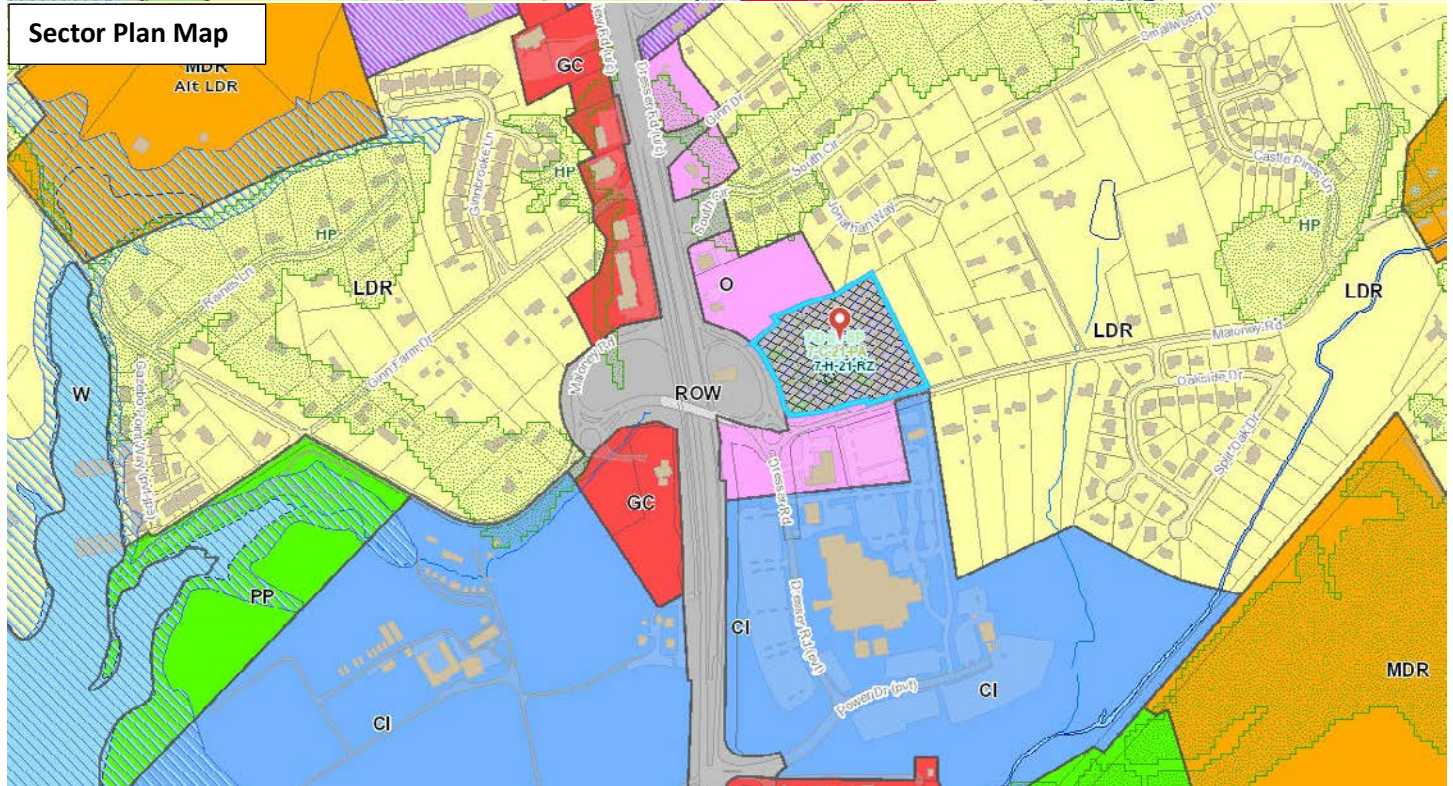 Sector Plan Map
MDR
Alt LDR
GC
Ginn Dr
Smallwood Dr
South Cir
South Cir
Castle Pines Ln
Ginnbrooke Ln
HP
Jonathan Way
HP
HP
Raines Ln
LDR
O
LDR
LDR
Maloney Rd
Maloney Rd
7-C-21-PA
7-H-21-RZ
Ginn Farm Dr
Oakside Dr
W
ROW
Split Oak Dr
GC
Dresser Rd
PP
CI
Dresser Rd (pvt)
MDR
Power Dr (pvt)
CI
CI